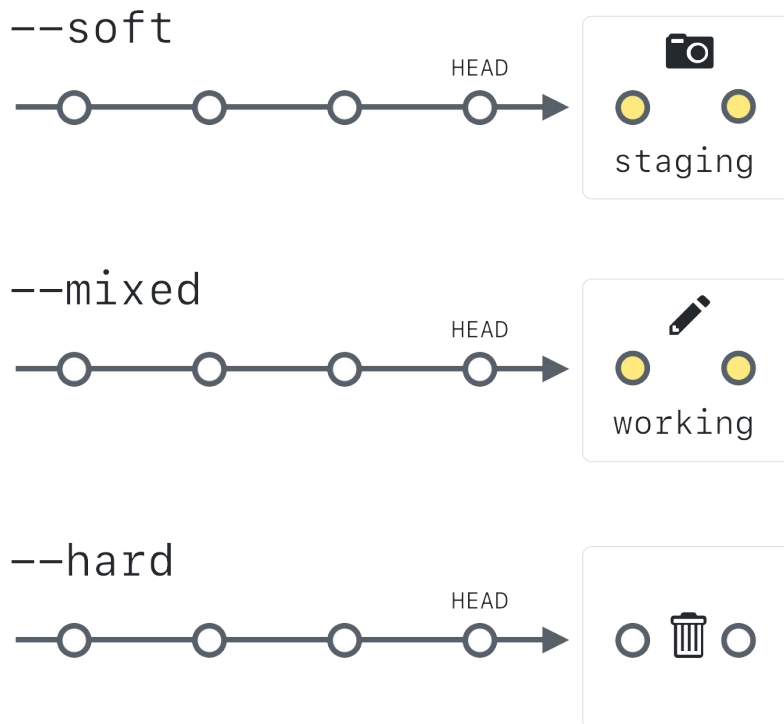 --soft
HEAD
staging
--mixed
HEAD
working
--hard
HEAD